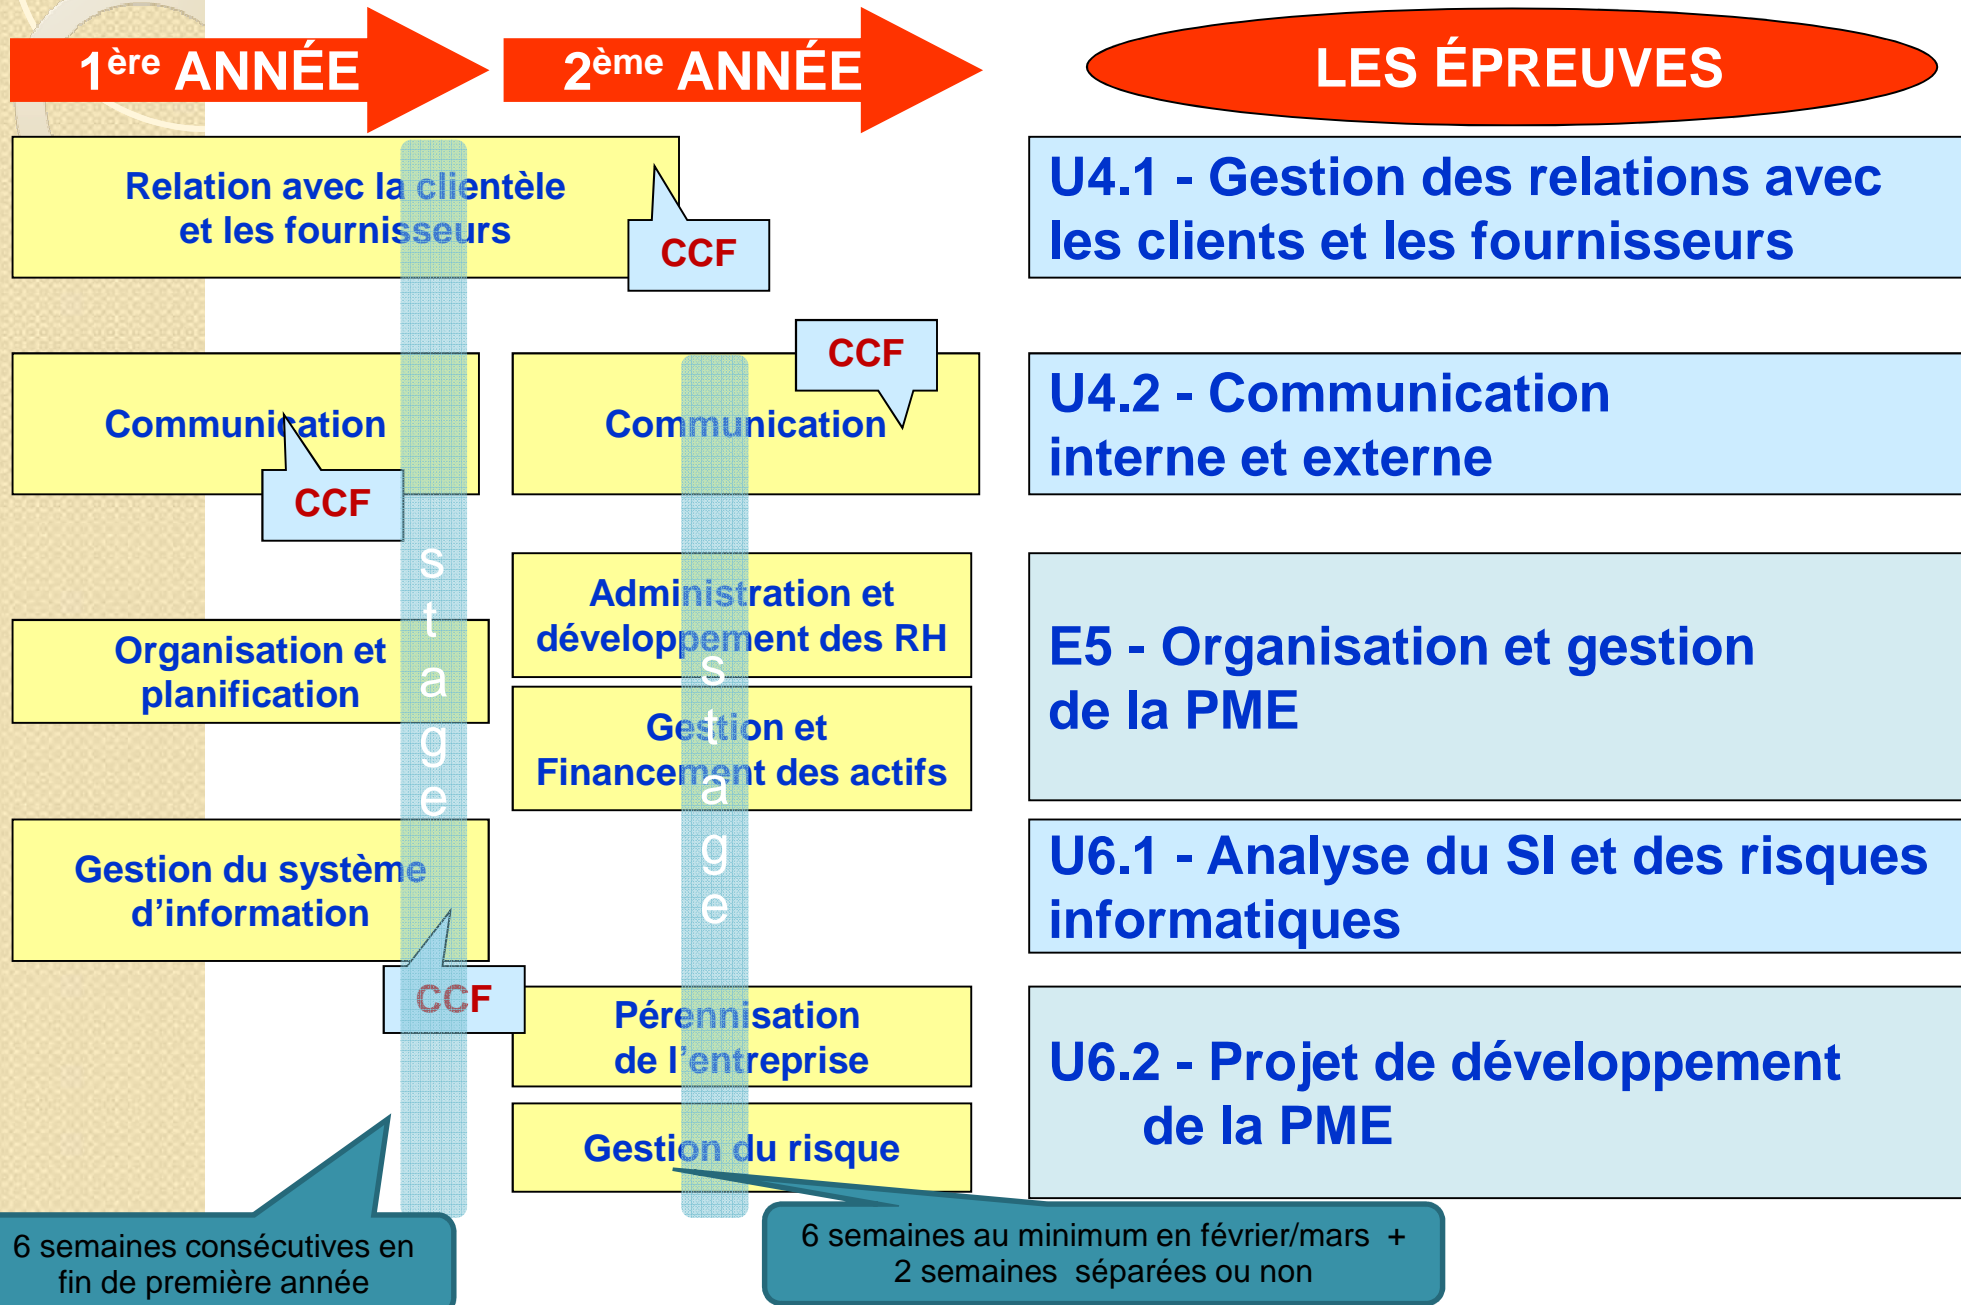 1ère ANNÉE
2ème ANNÉE
LES ÉPREUVES
Relation avec la clientèle
et les fournisseurs
CCF
U4.1 - Gestion des relations avec
les clients et les fournisseurs
Communication
CCF
Communication
CCF
U4.2 - Communication
interne et externe
stage
Organisation et
planification
Administration et
développement des RH
Gestion et
Financement des actifs
stage
E5 - Organisation et gestion
de la PME
Gestion du système
d’information
CCF
U6.1 - Analyse du SI et des risques
informatiques
Pérennisation
de l’entreprise
Gestion du risque
U6.2 - Projet de développement
de la PME
6 semaines consécutives en
fin de première année
6 semaines au minimum en février/mars +
2 semaines séparées ou non